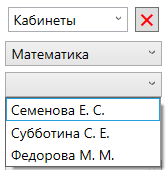 Кабинеты
Математика
Семенова Е. С.
Субботина С. Е.
Федорова М. М.